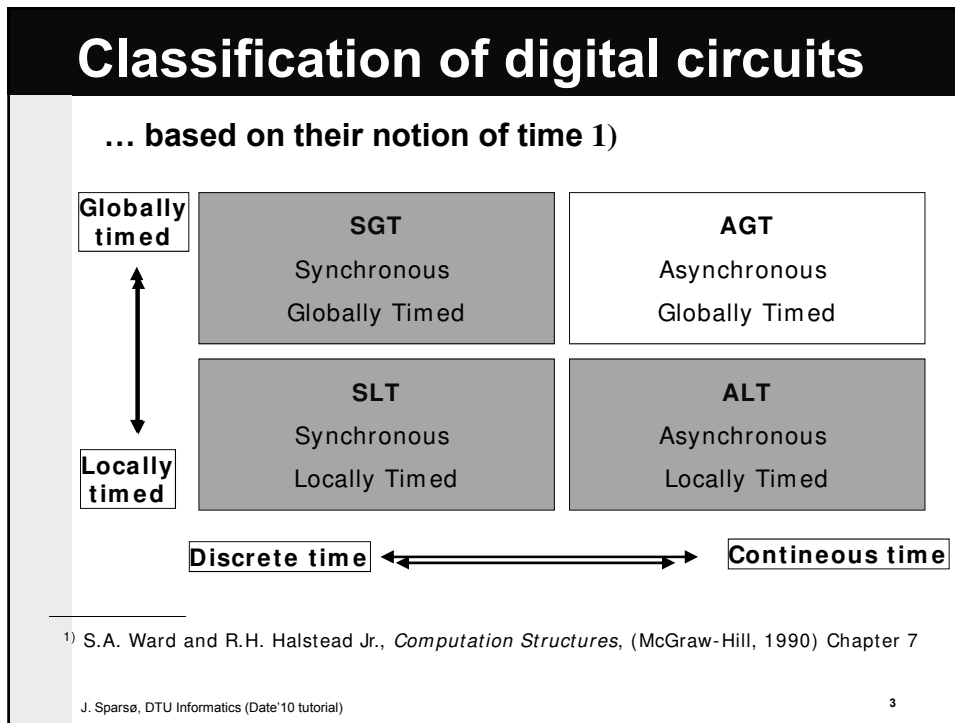 Classification of digital circuits
… based on their notion of time 1)
Globally
timed
SGT
Synchronous
Globally Timed
AGT
Asynchronous
Globally Timed
SLT
Synchronous
Locally Timed
ALT
Asynchronous
Locally Timed
Locally
timed
Discrete time
Contineous time
1) S.A. Ward and R.H. Halstead Jr., Computation Structures, (McGraw-Hill, 1990) Chapter 7
J. Sparsø, DTU Informatics (Date'10 tutorial)
3